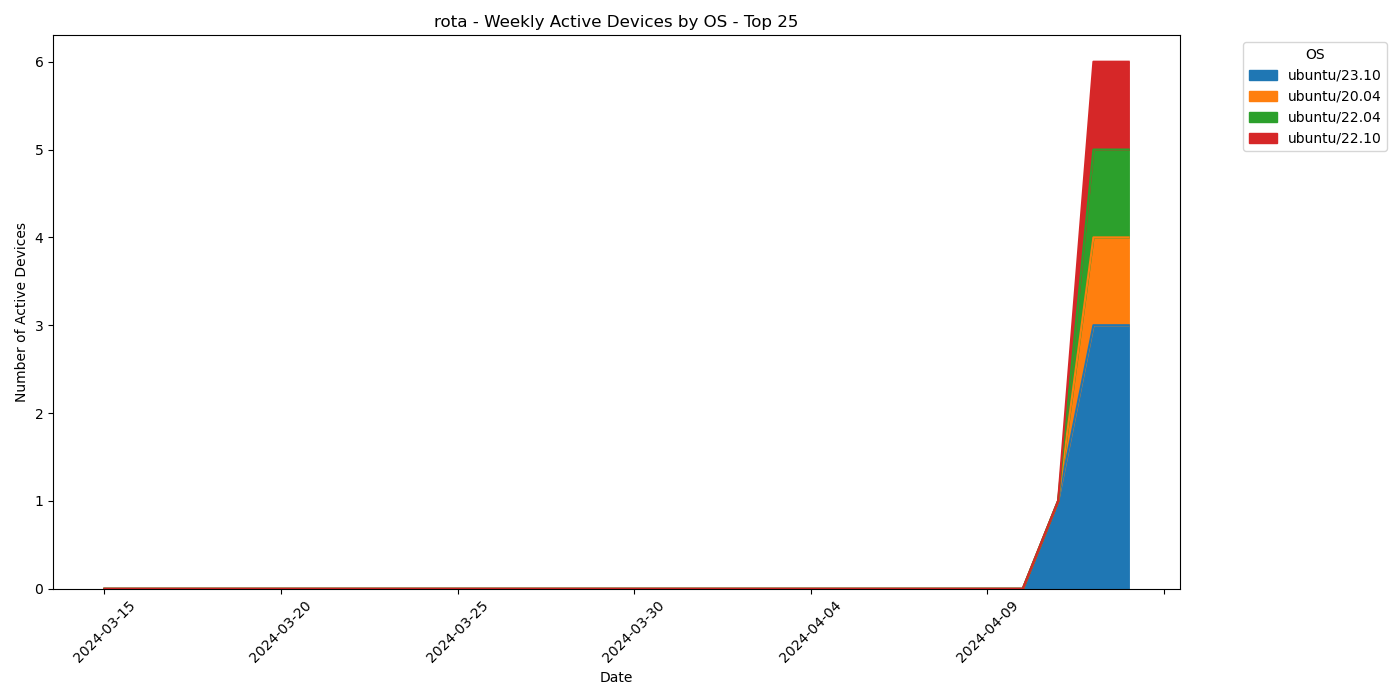 rota - Weekly Active Devices by OS - Top 25
OS
ubuntu/23.10
ubuntu/20.04
ubuntu/22.04
ubuntu/22.10
Number of Active Devices
6
5
4
3
2
1
0
2024-03-15
2024-03-20
2024-03-25
2024-03-30
2024-04-04
2024-04-09
Date